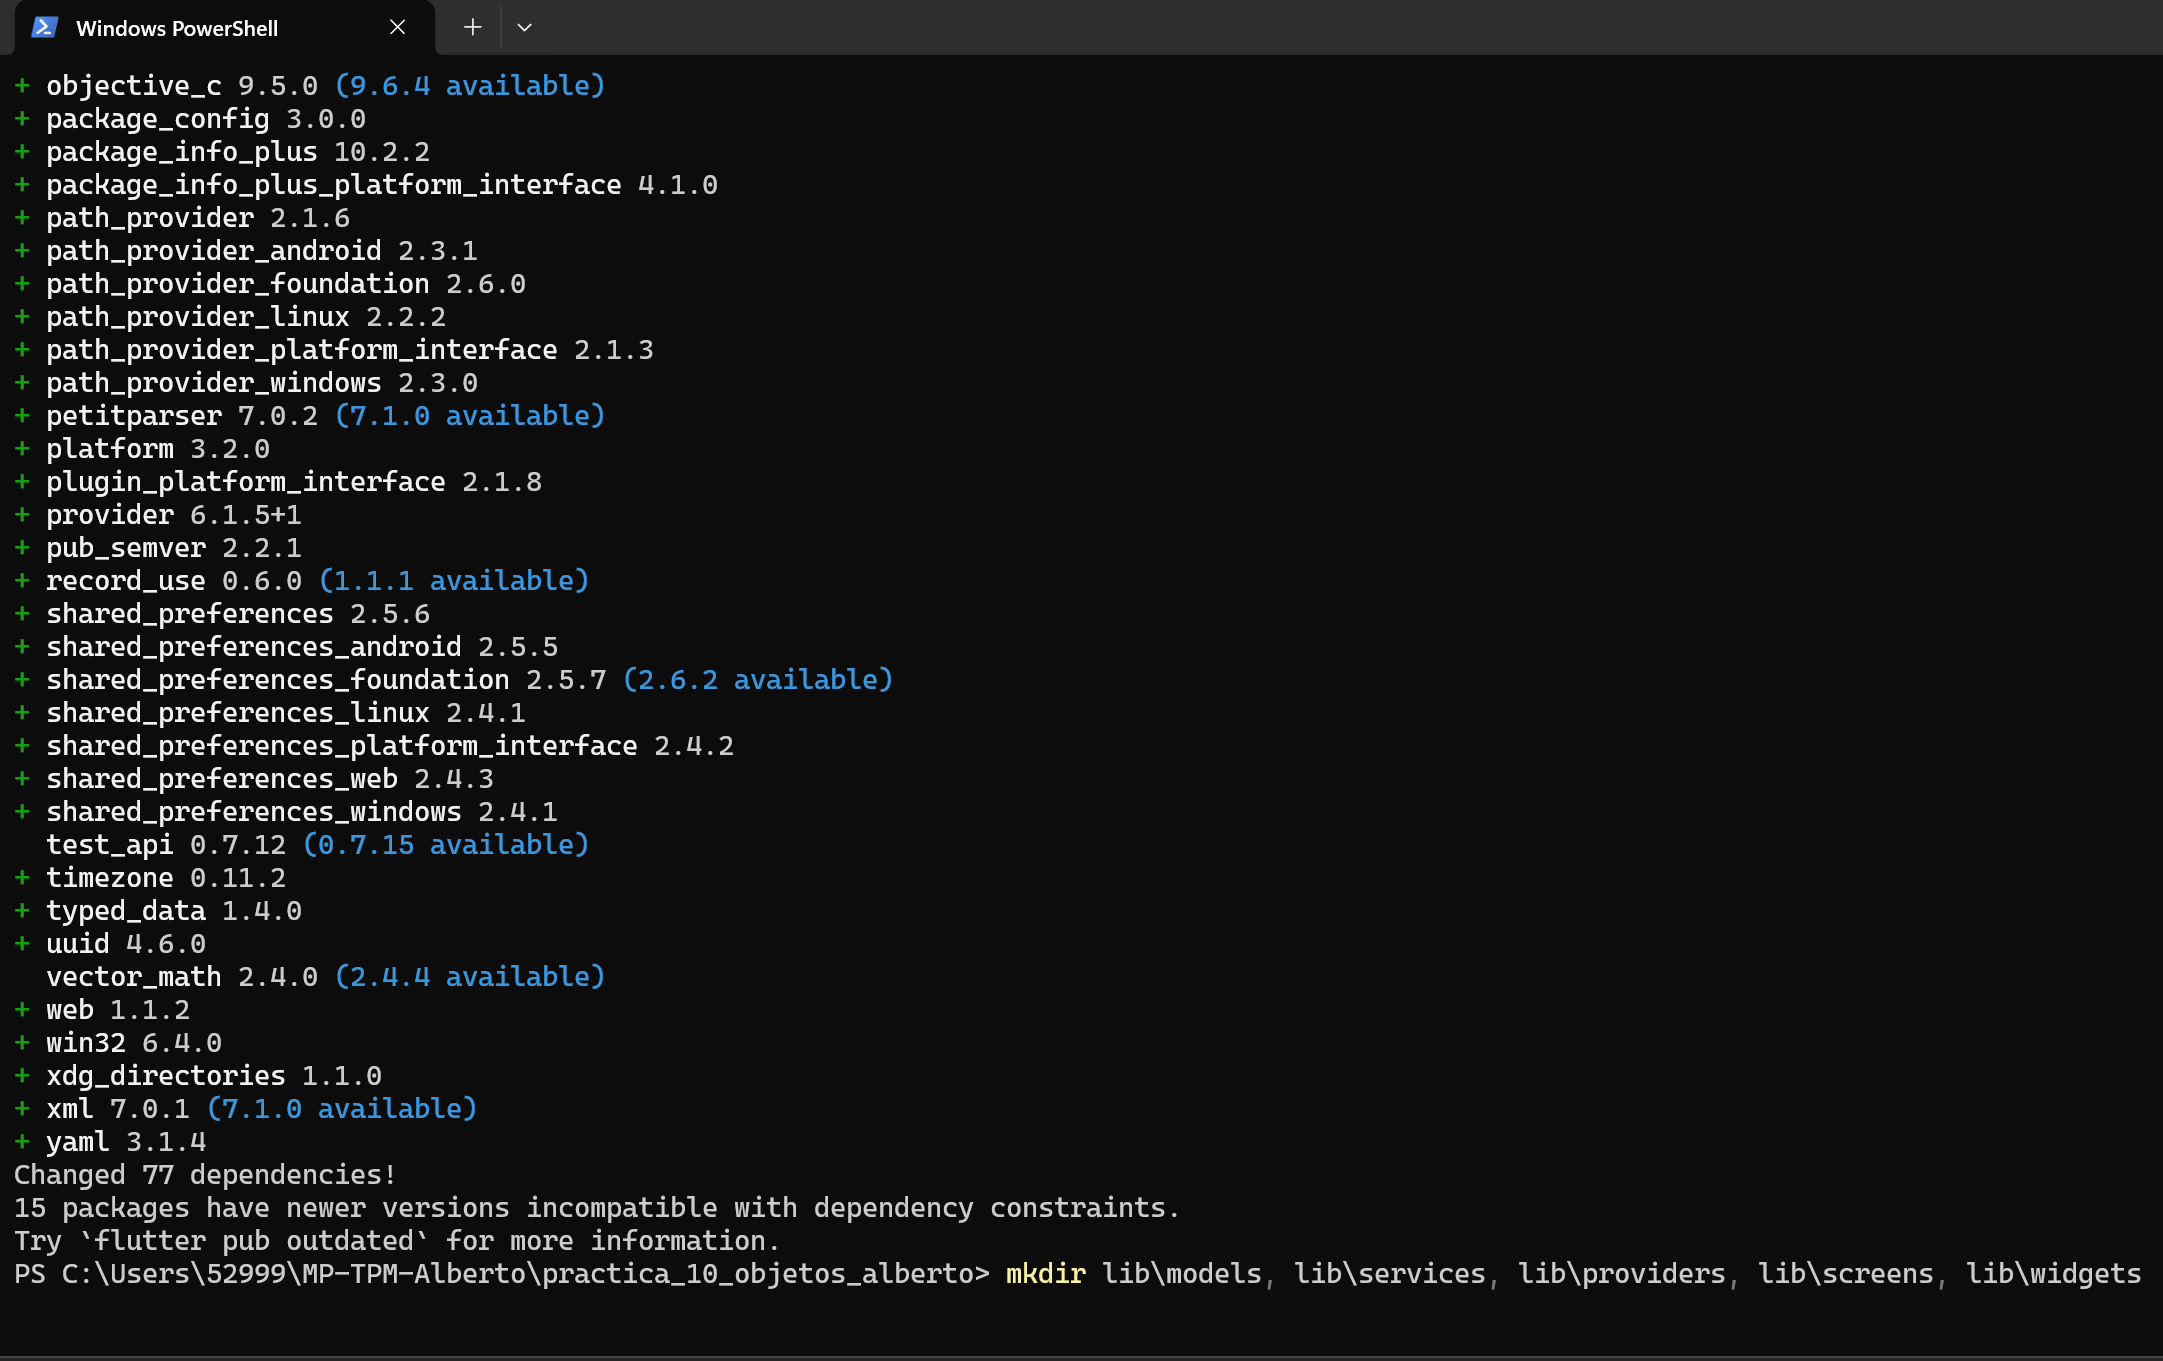 Windows PowerShell
+ objective_c 9.5.0 (9.6.4 available)
+ package_config 3.0.0
+ package_info_plus 10.2.2
+ package_info_plus_platform_interface 4.1.0
+ path_provider 2.1.6
+ path_provider_android 2.3.1
+ path_provider_foundation 2.6.0
+ path_provider_linux 2.2.2
+ path_provider_platform_interface 2.1.3
+ path_provider_windows 2.3.0
+ petitparser 7.0.2 (7.1.0 available)
+ platform 3.2.0
+ plugin_platform_interface 2.1.8
+ provider 6.1.5+1
+ pub_semver 2.2.1
+ record_use 0.6.0 (1.1.1 available)
+ shared_preferences 2.5.6
+ shared_preferences_android 2.5.5
+ shared_preferences_foundation 2.5.7 (2.6.2 available)
+ shared_preferences_linux 2.4.1
+ shared_preferences_platform_interface 2.4.2
+ shared_preferences_web 2.4.3
+ shared_preferences_windows 2.4.1
test_api 0.7.12 (0.7.15 available)
+ timezone 0.11.2
+ typed_data 1.4.0
+ uuid 4.6.0
vector_math 2.4.0 (2.4.4 available)
+ web 1.1.2
+ win32 6.4.0
+ xdg_directories 1.1.0
+ xml 7.0.1 (7.1.0 available)
+ yaml 3.1.4
Changed 77 dependencies!
15 packages have newer versions incompatible with dependency constraints.
Try `flutter pub outdated` for more information.
PS C:\Users\52999\MP-TPM-Alberto\practica_10_objetos_alberto> mkdir lib\models, lib\services, lib\providers, lib\screens, lib\widgets